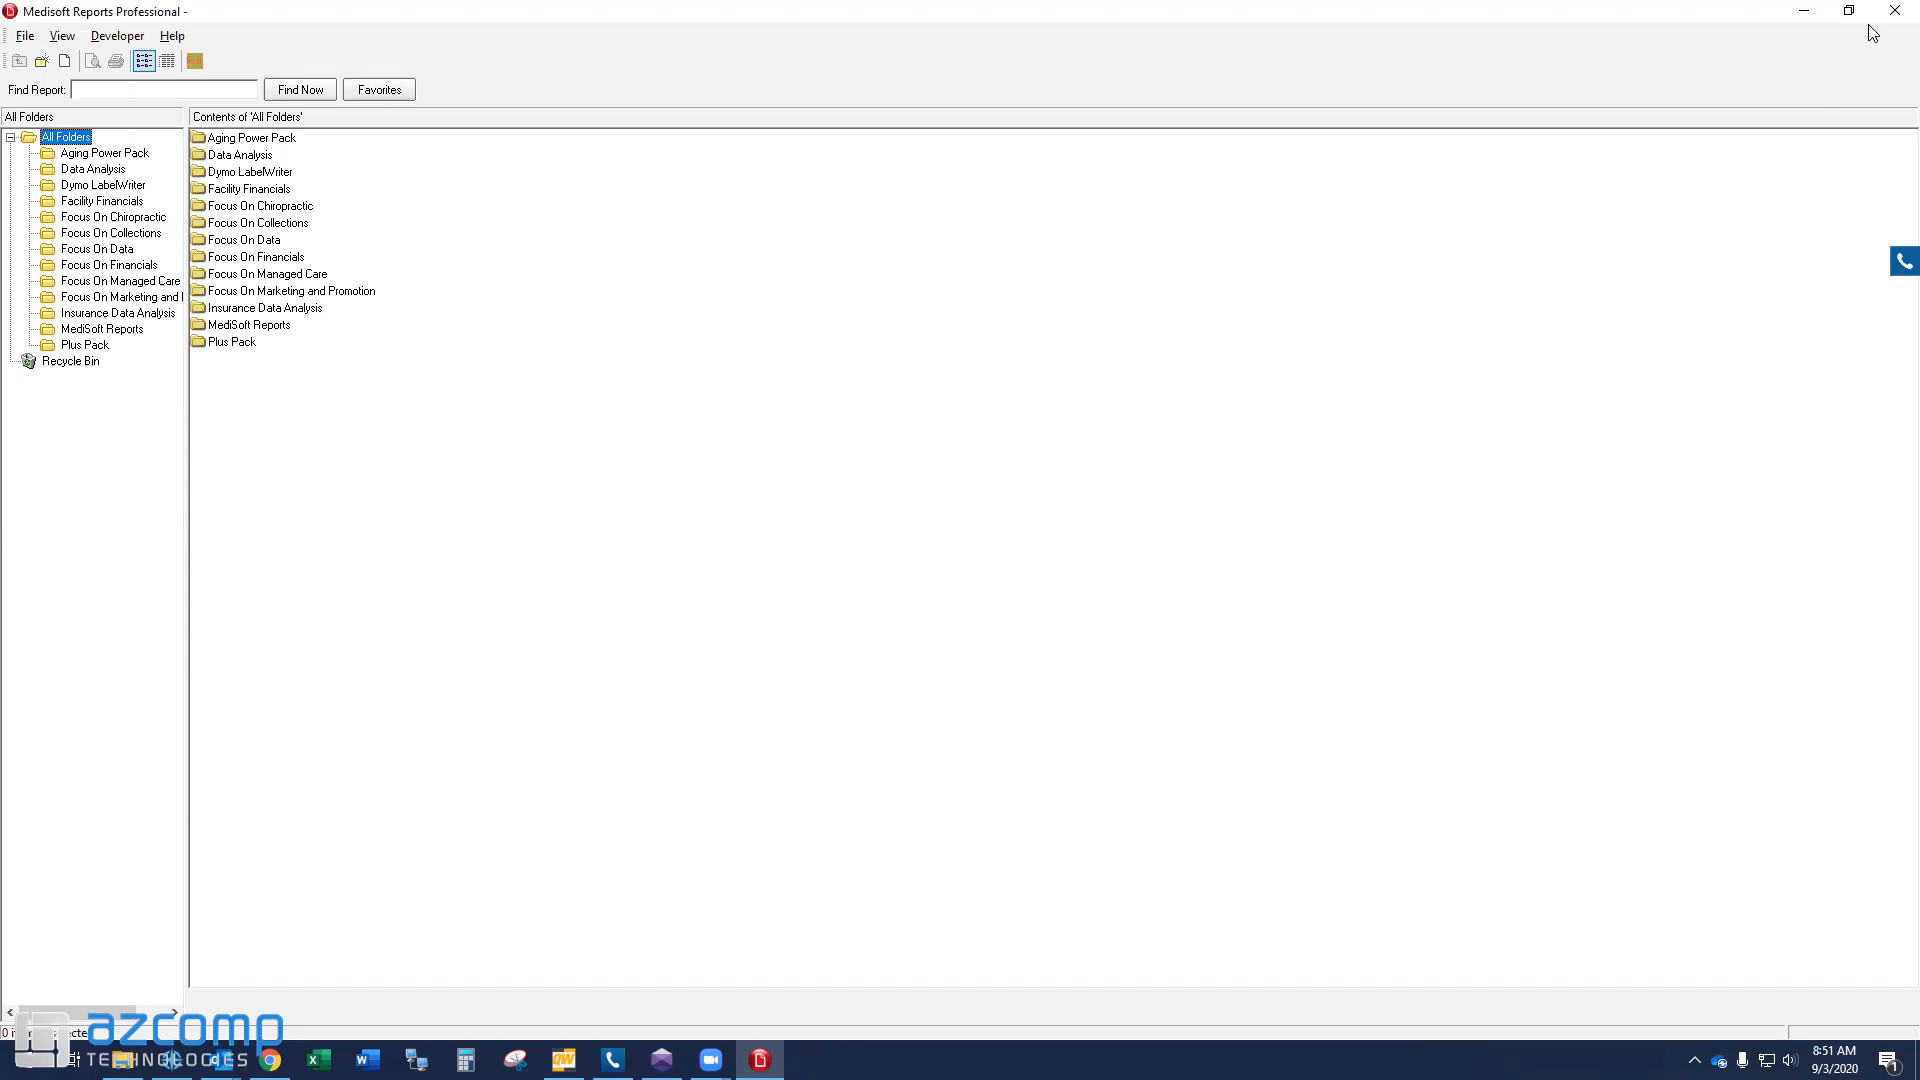 Medisoft Reports Professional -
File View Developer Help
Find Report: Find Now Favorites
All Folders
All Folders
Aging Power Pack
Data Analysis
Dymo LabelWriter
Facility Financials
Focus On Chiropractic
Focus On Collections
Focus On Data
Focus On Financials
Focus On Managed Care
Focus On Marketing and
Insurance Data Analysis
MediSoft Reports
Plus Pack
Recycle Bin
Contents of 'All Folders'
Aging Power Pack
Data Analysis
Dymo LabelWriter
Facility Financials
Focus On Chiropractic
Focus On Collections
Focus On Data
Focus On Financials
Focus On Managed Care
Focus On Marketing and Promotion
Insurance Data Analysis
MediSoft Reports
Plus Pack
azcomp
TECHNOLOGIES
QW
8:51 AM
9/3/2020
1